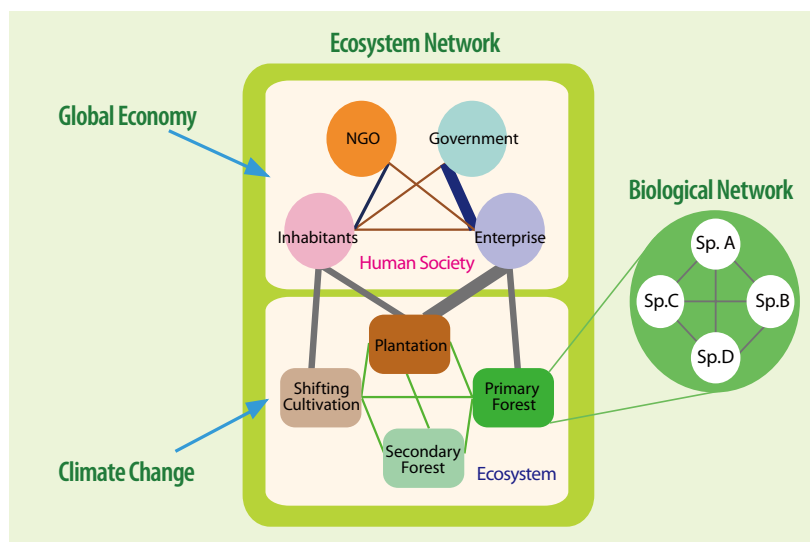 Ecosystem Network
Global Economy
NGO
Government
Inhabitants
Enterprise
Human Society
Biological Network
Sp. A
Sp.C
Sp.B
Sp.D
Plantation
Shifting
Cultivation
Primary
Forest
Secondary
Forest
Ecosystem
Climate Change